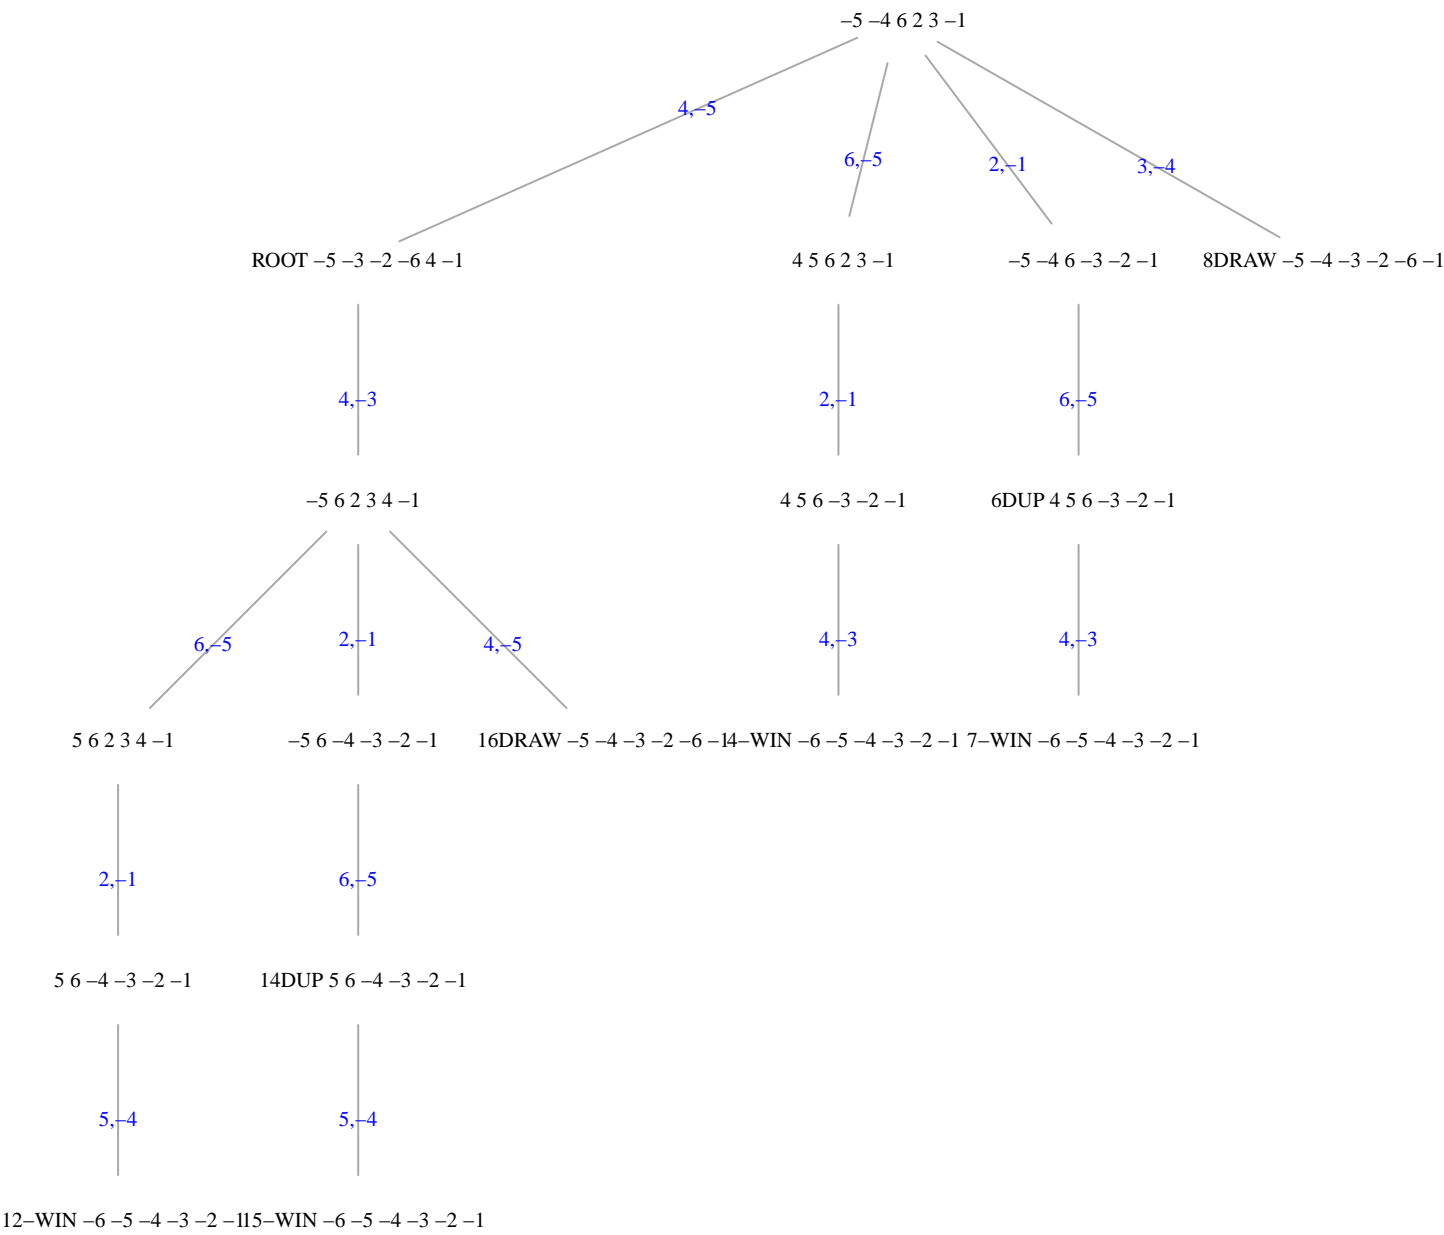 –5 –4 6 2 3 –1
4,–5
6,–5
2,–1
3,–4
ROOT –5 –3 –2 –6 4 –1
4 5 6 2 3 –1
–5 –4 6 –3 –2 –1
8DRAW –5 –4 –3 –2 –6 –1
4,–3
2,–1
6,–5
–5 6 2 3 4 –1
4 5 6 –3 –2 –1
6DUP 4 5 6 –3 –2 –1
6,–5
2,–1
4,–5
4,–3
4,–3
5 6 2 3 4 –1
–5 6 –4 –3 –2 –1
16DRAW –5 –4 –3 –2 –6 –1
4–WIN –6 –5 –4 –3 –2 –1
7–WIN –6 –5 –4 –3 –2 –1
2,–1
6,–5
5 6 –4 –3 –2 –1
14DUP 5 6 –4 –3 –2 –1
5,–4
5,–4
12–WIN –6 –5 –4 –3 –2 –1
15–WIN –6 –5 –4 –3 –2 –1